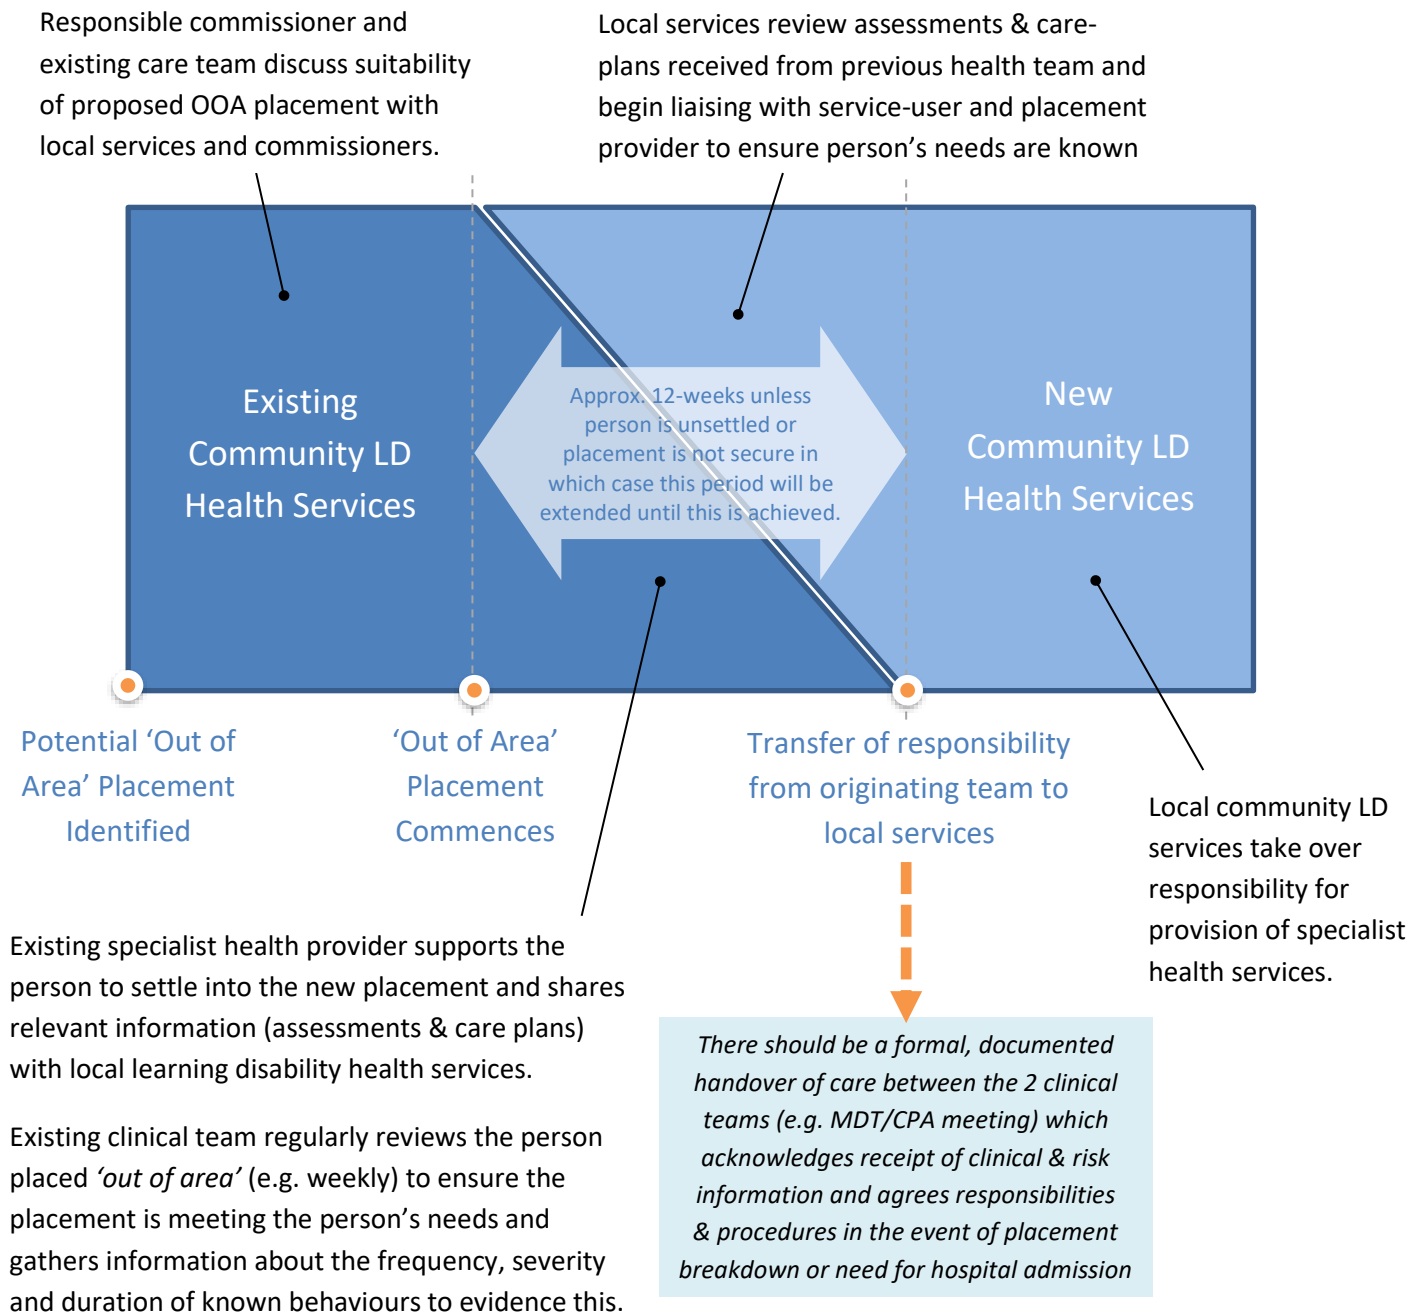 Responsible commissioner and
existing care team discuss suitability
of proposed OOA placement with
local services and commissioners.
Local services review assessments & care-
plans received from previous health team and
begin liaising with service-user and placement
provider to ensure person’s needs are known
Existing
Community LD
Health Services
Approx. 12-weeks unless
person is unsettled or
placement is not secure in
which case this period will be
extended until this is achieved.
New
Community LD
Health Services
Potential ‘Out of
Area’ Placement
Identified
‘Out of Area’
Placement
Commences
Transfer of responsibility
from originating team to
local services
Local community LD
services take over
responsibility for
provision of specialist
health services.
Existing specialist health provider supports the
person to settle into the new placement and shares
relevant information (assessments & care plans)
with local learning disability health services.
Existing clinical team regularly reviews the person
placed ‘out of area’ (e.g. weekly) to ensure the
placement is meeting the person’s needs and
gathers information about the frequency, severity
and duration of known behaviours to evidence this.
There should be a formal, documented
handover of care between the 2 clinical
teams (e.g. MDT/CPA meeting) which
acknowledges receipt of clinical & risk
information and agrees responsibilities
& procedures in the event of placement
breakdown or need for hospital admission